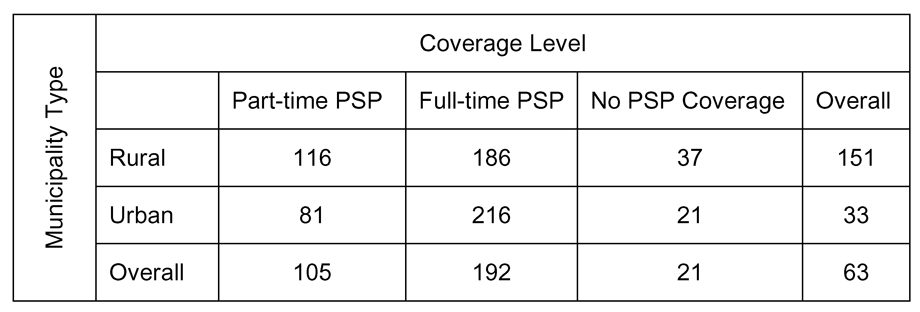 Municipality Type
Coverage Level
Part-time PSP Full-time PSP No PSP Coverage Overall
Rural 116 186 37 151
Urban 81 216 21 33
Overall 105 192 21 63